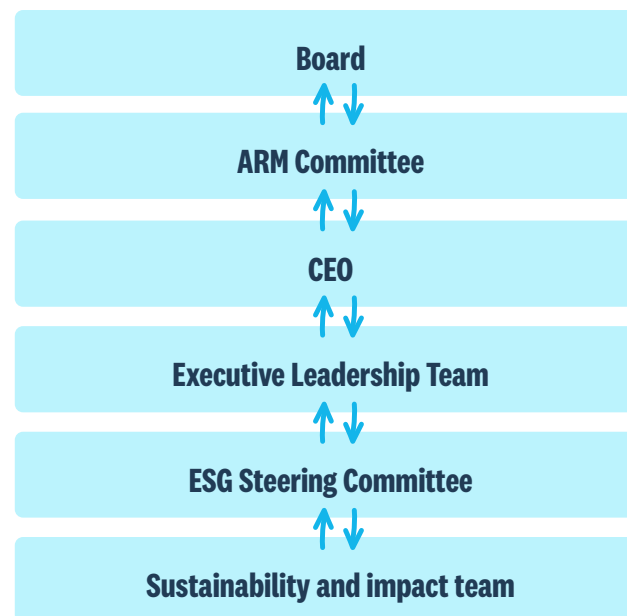 Board
ARM Committee
CEO
Executive Leadership Team
ESG Steering Committee
Sustainability and impact team